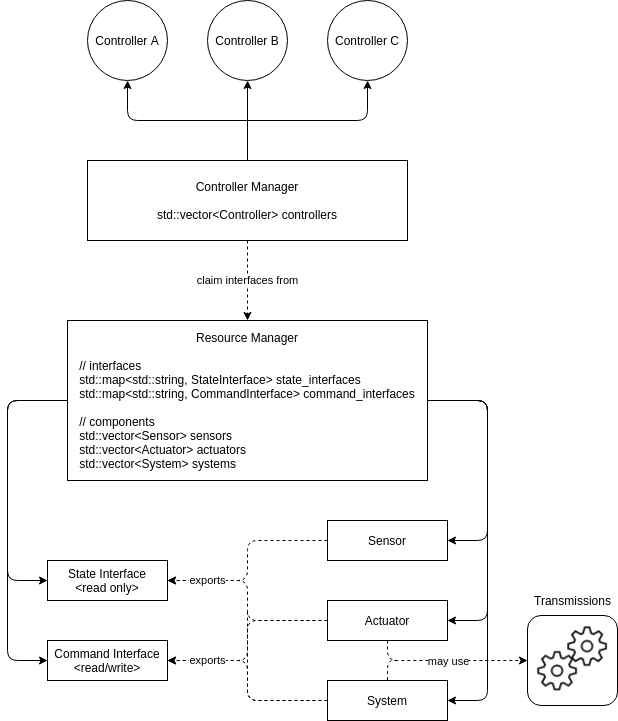 Controller A
Controller B
Controller C
Controller Manager
std::vector<Controller> controllers
claim interfaces from
Resource Manager
// interfaces
std::map<std::string, StateInterface> state_interfaces
std::map<std::string, CommandInterface> command_interfaces
// components
std::vector<Sensor> sensors
std::vector<Actuator> actuators
std::vector<System> systems
Sensor
State Interface
<read only>
exports
Actuator
Transmissions
Command Interface
<read/write>
exports
may use
System